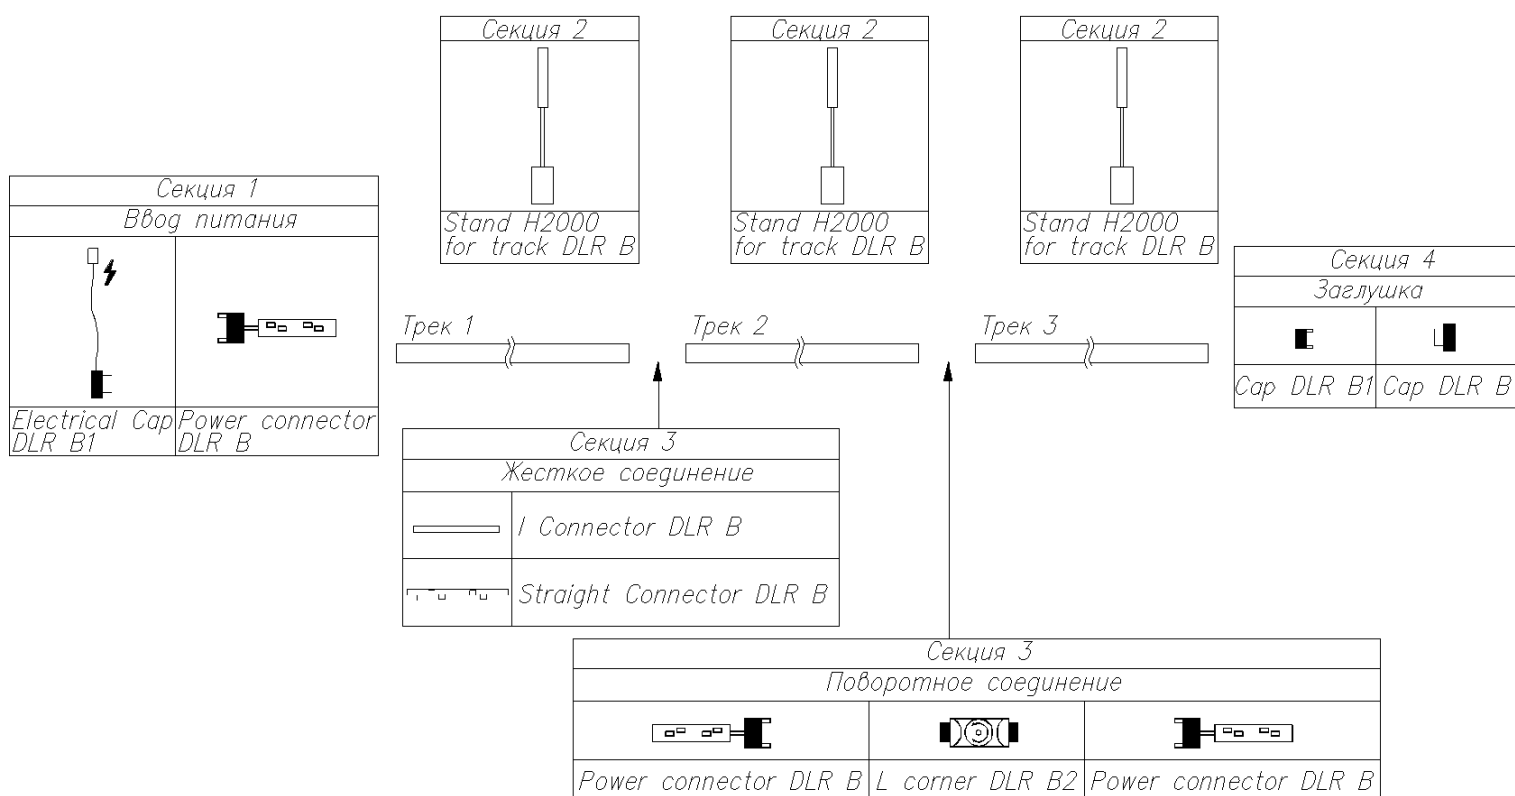 Секция 2
Stand H2000
for track DLR B
Секция 2
Stand H2000
for track DLR B
Секция 2
Stand H2000
for track DLR B
Секция 1
Ввод питания
Electrical Cap
DLR B1
Power connector
DLR B
Трек 1
Трек 2
Трек 3
Секция 4
Заглушка
Cap DLR B1
Cap DLR B
Секция 3
Жесткое соединение
I Connector DLR B
Straight Connector DLR B
Секция 3
Поворотное соединение
Power connector DLR B
L corner DLR B2
Power connector DLR B